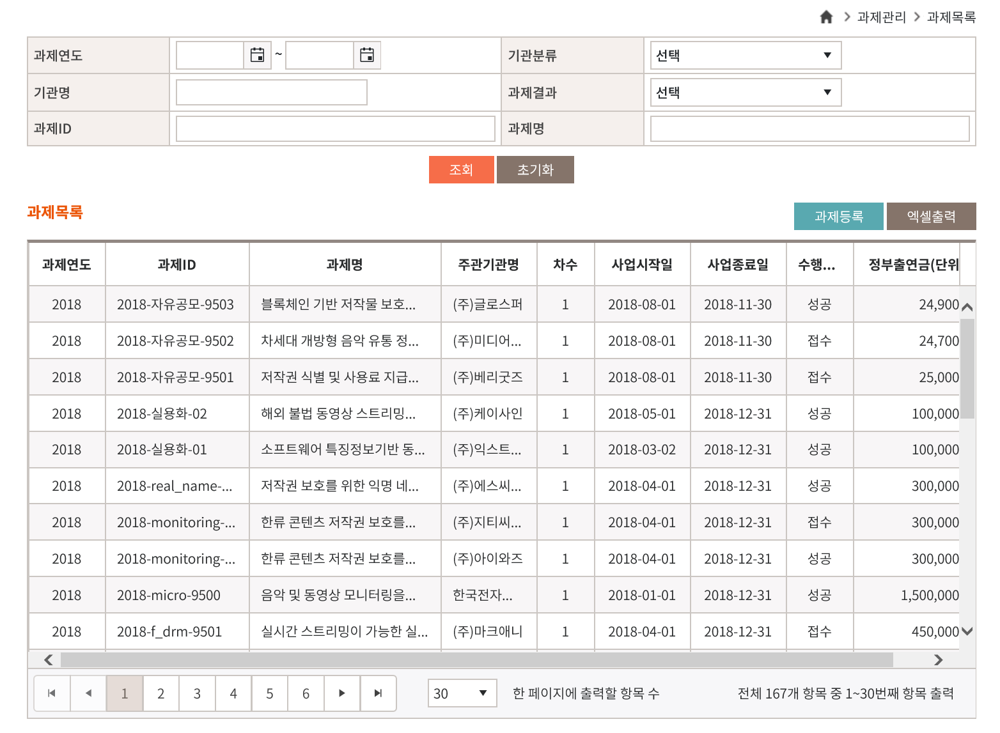 과제관리 과제목록
과제연도 ~ 기관분류 선택
기관명 과제결과 선택
과제ID 과제명
조회 초기화
과제목록 과제등록 엑셀출력
과제연도 과제ID 과제명 주관기관명 차수 사업시작일 사업종료일 수행... 정부출연금(단위
2018 2018-자유공모-9503 블록체인 기반 저작물 보호... (주)글로스퍼 1 2018-08-01 2018-11-30 성공 24,900
2018 2018-자유공모-9502 차세대 개방형 음악 유통 정... (주)미디어... 1 2018-08-01 2018-11-30 접수 24,700
2018 2018-자유공모-9501 저작권 식별 및 사용료 지급... (주)베리굿즈 1 2018-08-01 2018-11-30 접수 25,000
2018 2018-실용화-02 해외 불법 동영상 스트리밍... (주)케이사인 1 2018-05-01 2018-12-31 성공 100,000
2018 2018-실용화-01 소프트웨어 특징정보기반 동... (주)익스트... 1 2018-03-02 2018-12-31 성공 100,000
2018 2018-real_name-... 저작권 보호를 위한 익명 네... (주)에스씨... 1 2018-04-01 2018-12-31 성공 300,000
2018 2018-monitoring-... 한류 콘텐츠 저작권 보호를... (주)지티씨... 1 2018-04-01 2018-12-31 접수 300,000
2018 2018-monitoring-... 한류 콘텐츠 저작권 보호를... (주)아이와즈 1 2018-04-01 2018-12-31 성공 300,000
2018 2018-micro-9500 음악 및 동영상 모니터링을... 한국전자... 1 2018-01-01 2018-12-31 성공 1,500,000
2018 2018-f_drm-9501 실시간 스트리밍이 가능한 실... (주)마크애니 1 2018-04-01 2018-12-31 접수 450,000
1 2 3 4 5 6 30 한 페이지에 출력할 항목 수 전체 167개 항목 중 1~30번째 항목 출력